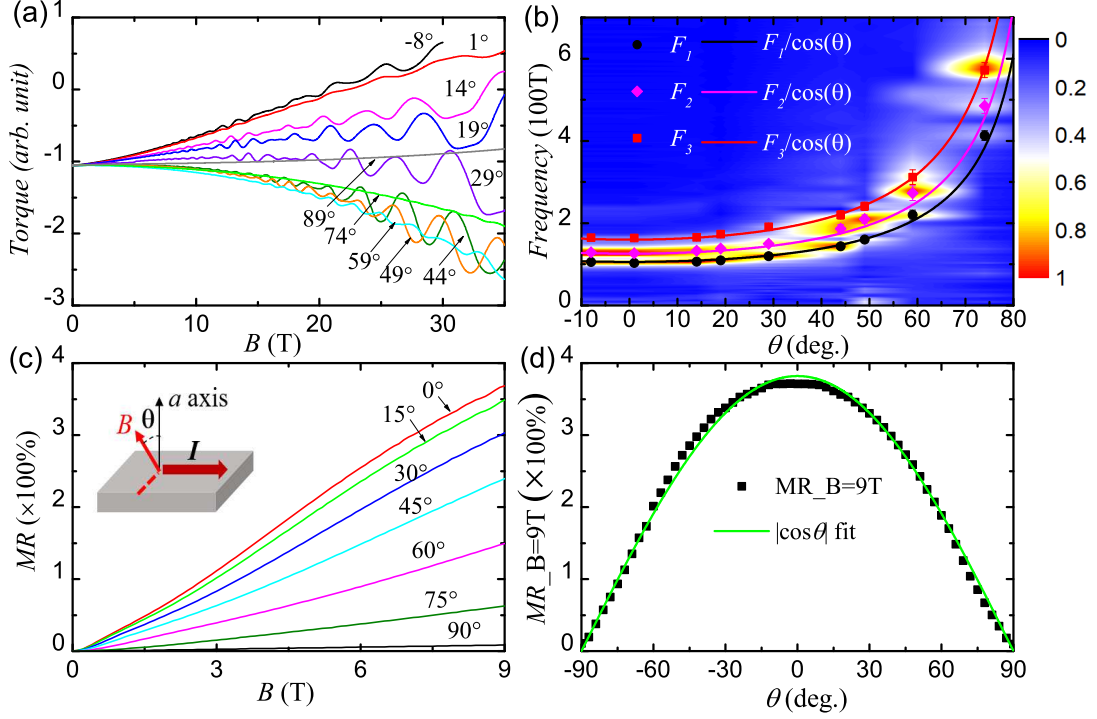 (a)
-8°
1°
14°
19°
29°
89°
74°
59°
49°
44°
1
0
-1
-2
-3
Torque (arb. unit)
0
10
20
30
B (T)
(b)
F1
F1/cos(θ)
F2
F2/cos(θ)
F3
F3/cos(θ)
6
4
2
0
Frequency (100T)
-10 0 10 20 30 40 50 60 70 80
θ (deg.)
0
0.2
0.4
0.6
0.8
1
(c)
a axis
B
θ
I
0°
15°
30°
45°
60°
75°
90°
4
3
2
1
0
MR (×100%)
0
3
6
9
B (T)
(d)
MR_B=9T
|cosθ| fit
4
3
2
1
0
MR_B=9T (×100%)
-90 -60 -30 0 30 60 90
θ (deg.)